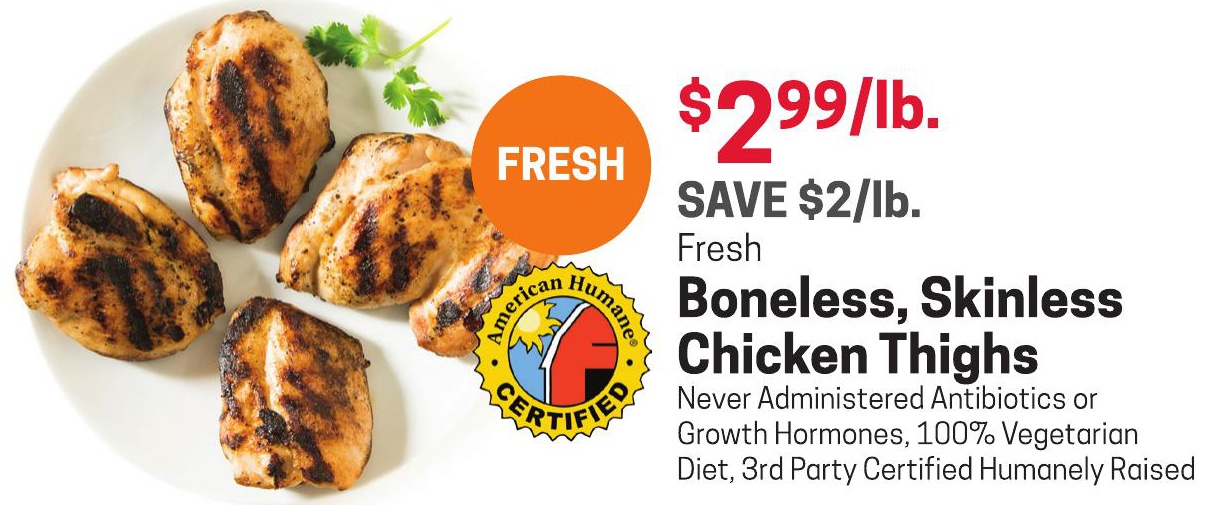 FRESH
American Humane®
CERTIFIED
$2 99/lb.
SAVE $2/lb.
Fresh
Boneless, Skinless
Chicken Thighs
Never Administered Antibiotics or
Growth Hormones, 100% Vegetarian
Diet, 3rd Party Certified Humanely Raised